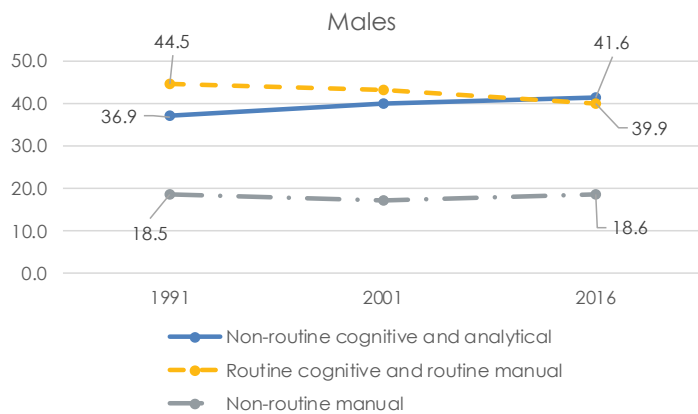 Males
44.5
41.6
50.0
40.0
36.9
39.9
30.0
20.0
18.5
18.6
10.0
0.0
1991 2001 2016
Non-routine cognitive and analytical
Routine cognitive and routine manual
Non-routine manual